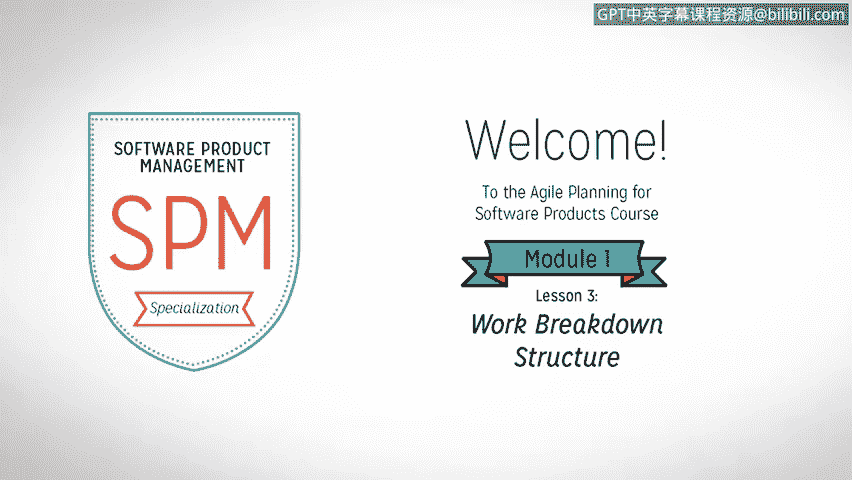 GPT中英字幕课程资源@bilibili.com
SOFTWARE PRODUCT
MANAGEMENT
SPM
Specialization
Welcome!
To the Agile Planning for
Software Products Course
Module 1
Lesson 3:
Work Breakdown
Structure